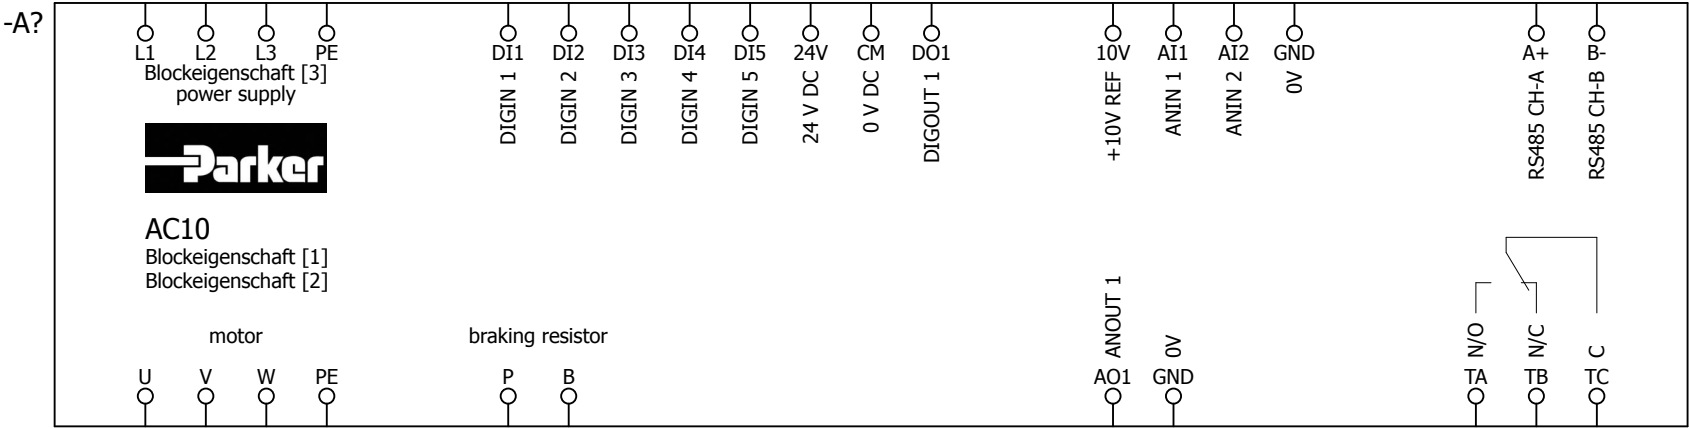 -A?
L1 L2 L3 PE DI1 DI2 DI3 DI4 DI5 24V CM DO1 10V AI1 AI2 GND A+ B-
Blockeigenschaft [3]
power supply
DIGIN 1
DIGIN 2
DIGIN 3
DIGIN 4
DIGIN 5
24 V DC
0 V DC
DIGOUT 1
+10V REF
ANIN 1
ANIN 2
0V
RS485 CH-A
RS485 CH-B
Parker
AC10
Blockeigenschaft [1]
Blockeigenschaft [2]
motor
braking resistor
ANOUT 1
0V
N/O
N/C
C
U V W PE P B AO1 GND TA TB TC